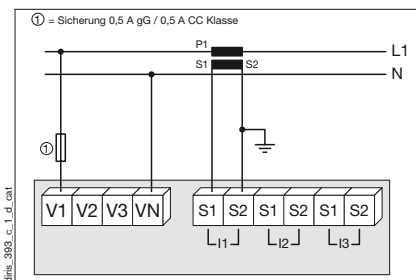 ① = Sicherung 0,5 A gG / 0,5 A CC Klasse
P1
L1
S1 S2
N
①
V1 V2 V3 VN S1 S2 S1 S2 S1 S2
I1 I2 I3
diris_393_c_1_d_cat